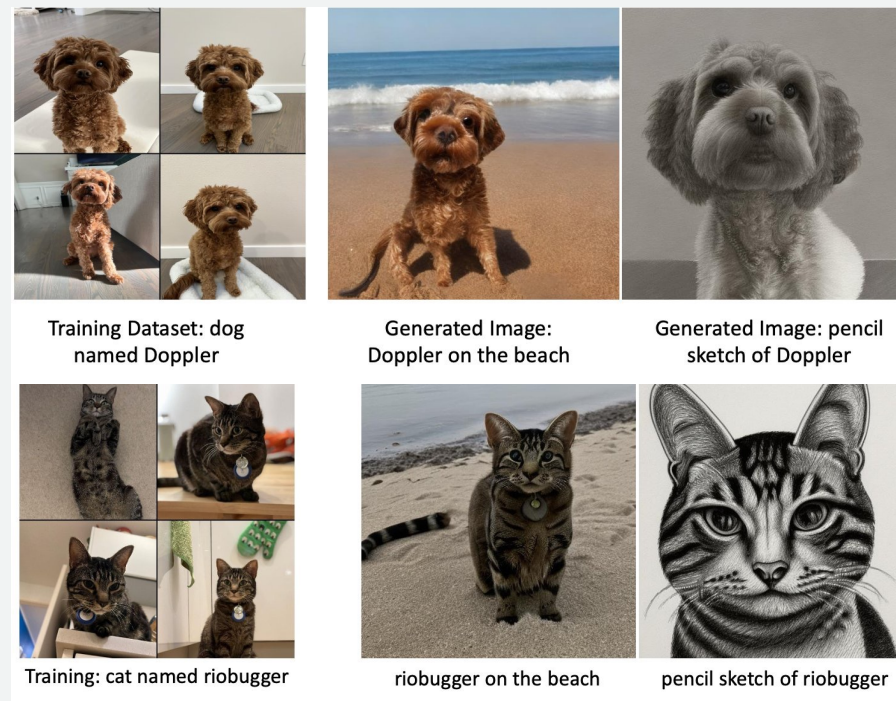 Training Dataset: dog
named Doppler
Generated Image:
Doppler on the beach
Generated Image: pencil
sketch of Doppler
Training: cat named riobugger
riobugger on the beach
pencil sketch of riobugger